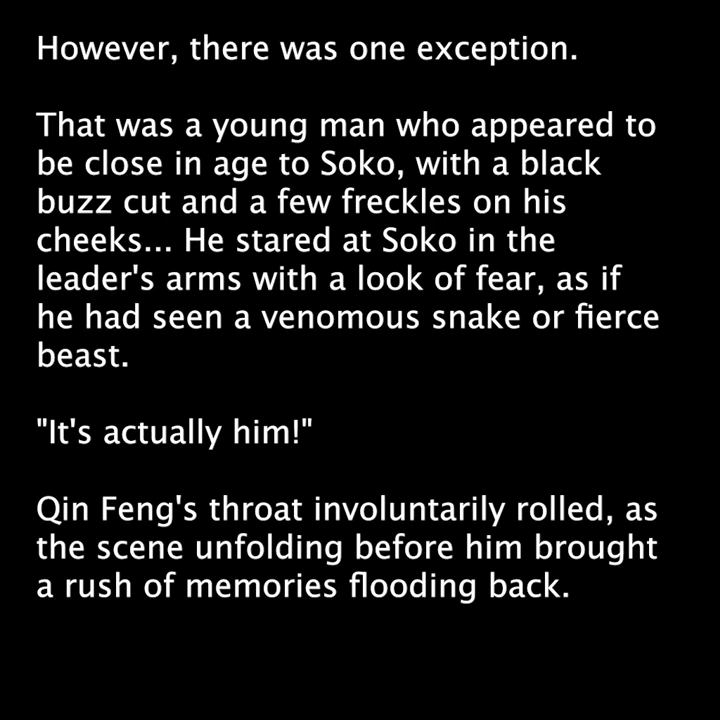 However, there was one exception.
That was a young man who appeared to
be close in age to Soko, with a black
buzz cut and a few freckles on his
cheeks... He stared at Soko in the
leader's arms with a look of fear, as if
he had seen a venomous snake or fierce
beast.
"It's actually him!"
Qin Feng's throat involuntarily rolled, as
the scene unfolding before him brought
a rush of memories flooding back.